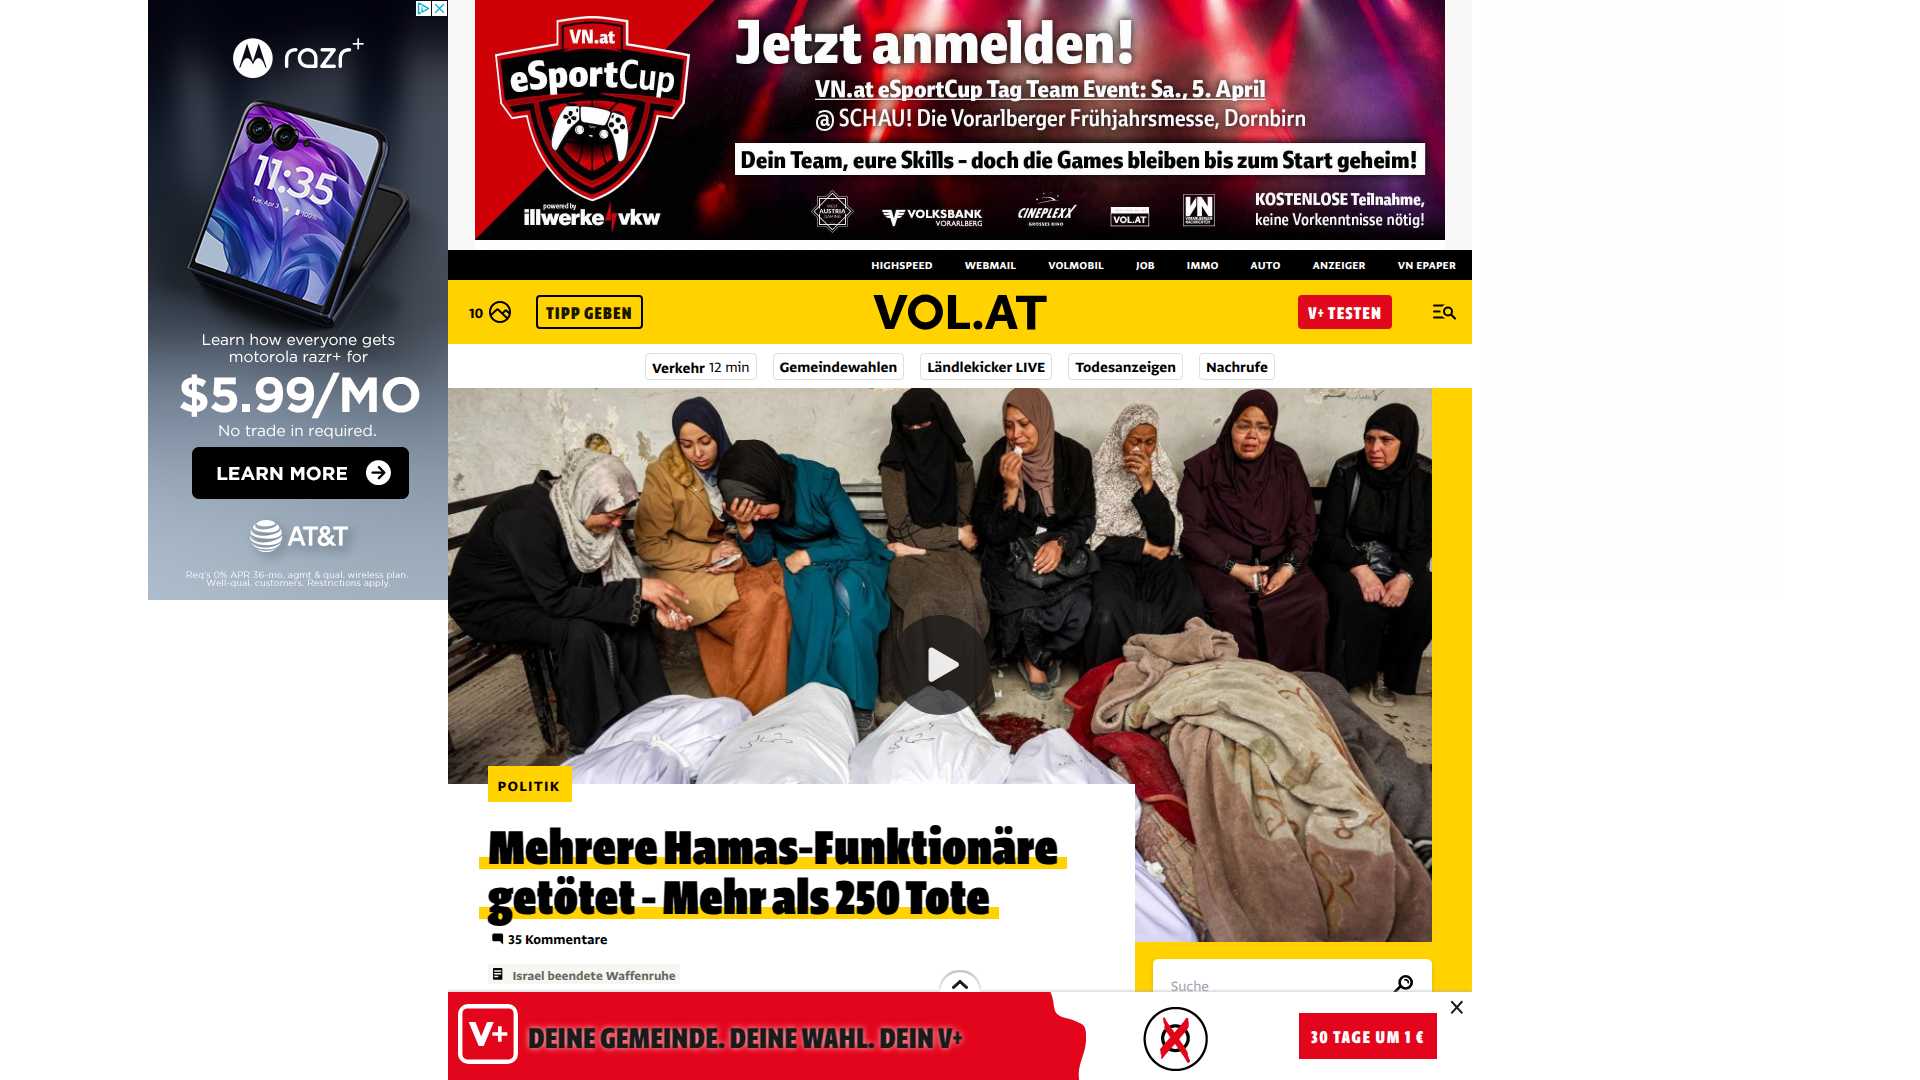 razr+
11:35
Learn how everyone gets
motorola razr+ for
$5.99/MO
No trade in required.
LEARN MORE
AT&T
Req's 0% APR 36-mo. agmt & qual. wireless plan.
Well-qual. customers. Restrictions apply.
VN.at
eSportCup
powered by
illwerke vkw
Jetzt anmelden!
VN.at eSportCup Tag Team Event: Sa., 5. April
@ SCHAU! Die Vorarlberger Frühjahrsmesse, Dornbirn
Dein Team, eure Skills – doch die Games bleiben bis zum Start geheim!
AUSTRIA
VOLKSBANK
VORARLBERG
CINEPLEXX
VOL.AT
VN
KOSTENLOSE Teilnahme,
keine Vorkenntnisse nötig!
HIGHSPEED WEBMAIL VOLMOBIL JOB IMMO AUTO ANZEIGER VN EPAPER
10 TIPP GEBEN VOL.AT V+ TESTEN
Verkehr 12 min Gemeindewahlen Ländlekicker LIVE Todesanzeigen Nachrufe
POLITIK
Mehrere Hamas-Funktionäre
getötet - Mehr als 250 Tote
35 Kommentare
Israel beendete Waffenruhe
Suche
V+ DEINE GEMEINDE. DEINE WAHL. DEIN V+
30 TAGE UM 1 €